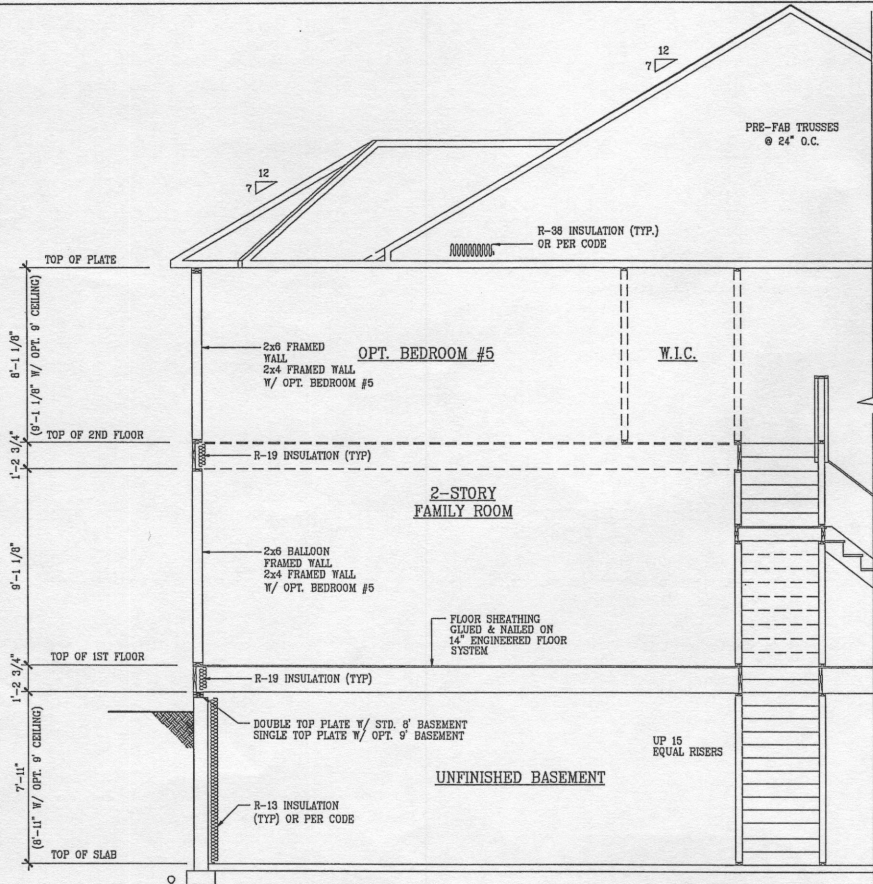 12
7
PRE-FAB TRUSSES
@ 24" O.C.
12
7
R-38 INSULATION (TYP.)
OR PER CODE
TOP OF PLATE
8'-1 1/8"
(9'-1 1/8" W/ OPT. 9' CEILING)
2x6 FRAMED
WALL
2x4 FRAMED WALL
W/ OPT. BEDROOM #5
OPT. BEDROOM #5
W.I.C.
TOP OF 2ND FLOOR
1'-2 3/4"
R-19 INSULATION (TYP)
2-STORY
FAMILY ROOM
9'-1 1/8"
2x6 BALLOON
FRAMED WALL
2x4 FRAMED WALL
W/ OPT. BEDROOM #5
FLOOR SHEATHING
GLUED & NAILED ON
14" ENGINEERED FLOOR
SYSTEM
TOP OF 1ST FLOOR
1'-2 3/4"
R-19 INSULATION (TYP)
DOUBLE TOP PLATE W/ STD. 8' BASEMENT
SINGLE TOP PLATE W/ OPT. 9' BASEMENT
UP 15
EQUAL RISERS
7'-11"
(8'-11" W/ OPT. 9' CEILING)
UNFINISHED BASEMENT
R-13 INSULATION
(TYP) OR PER CODE
TOP OF SLAB